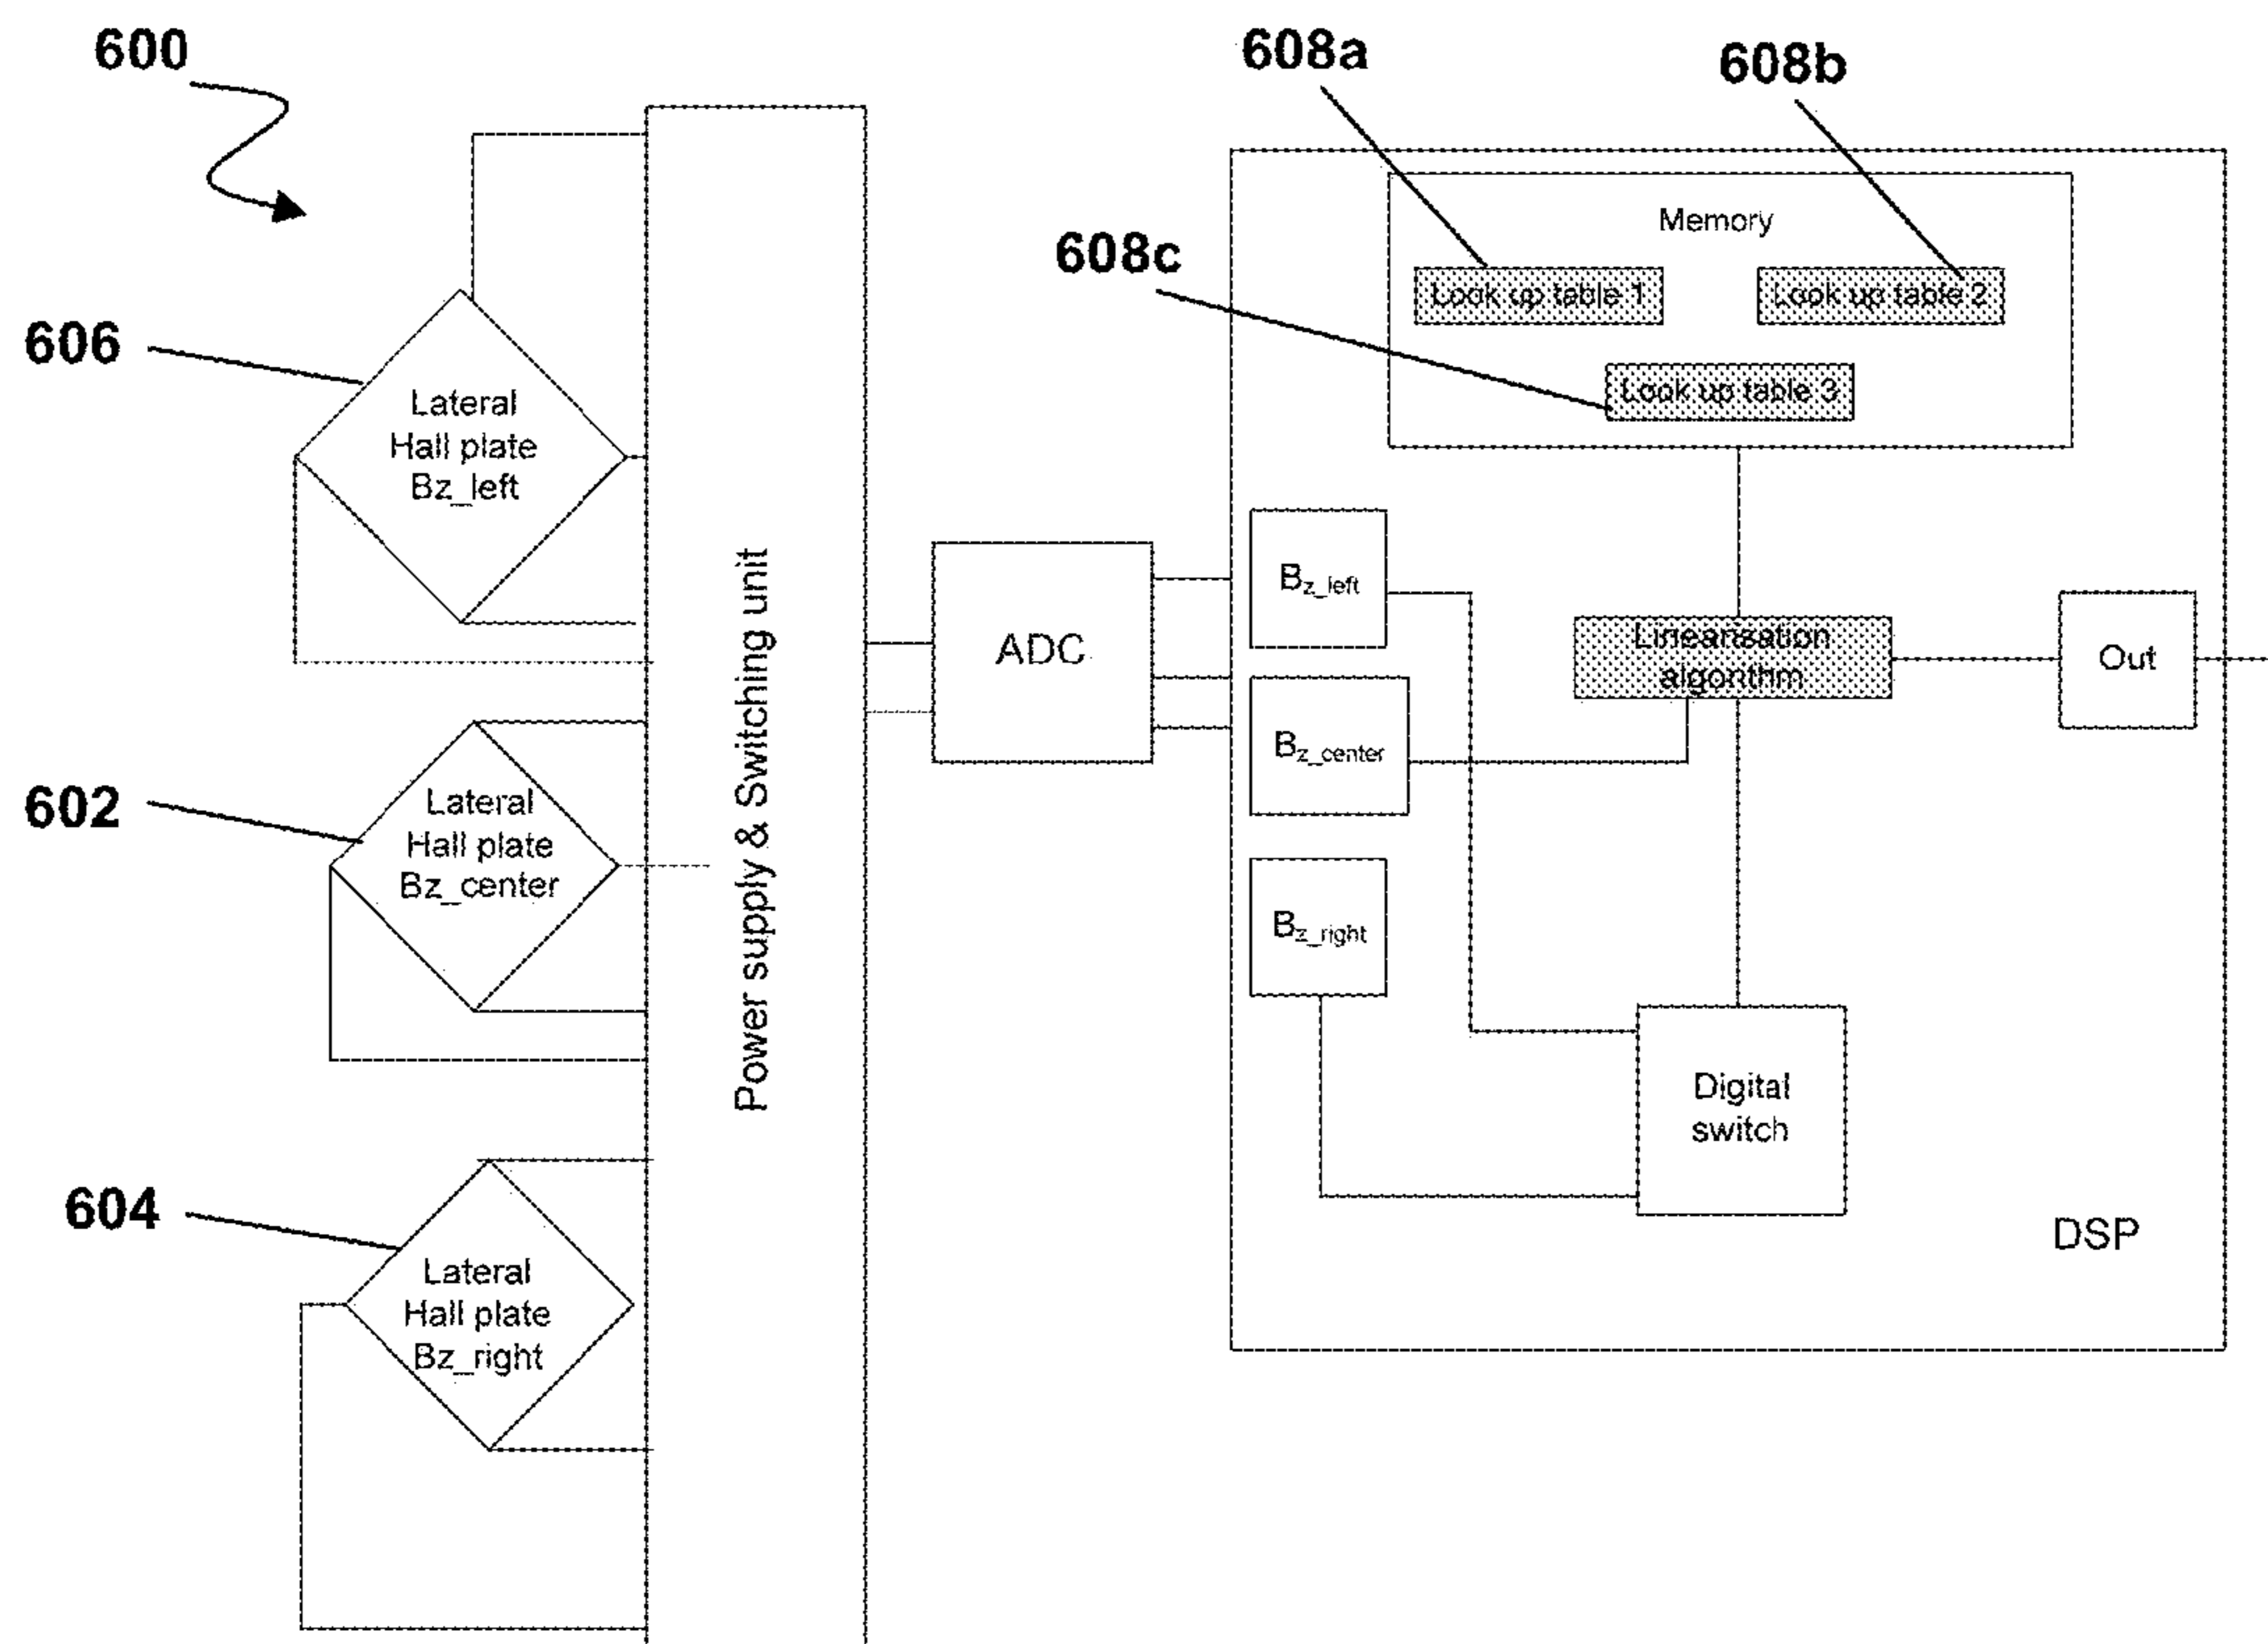 600
608a
608b
Memory
608c
Look up table 1
Look up table 2
Look up table 3
606
Lateral
Hall plate
Bz_left
602
Lateral
Hall plate
Bz_center
604
Lateral
Hall plate
Bz_right
Power supply & Switching unit
ADC
Bz_left
Bz_center
Bz_right
Linearisation
algorithm
Out
Digital
switch
DSP